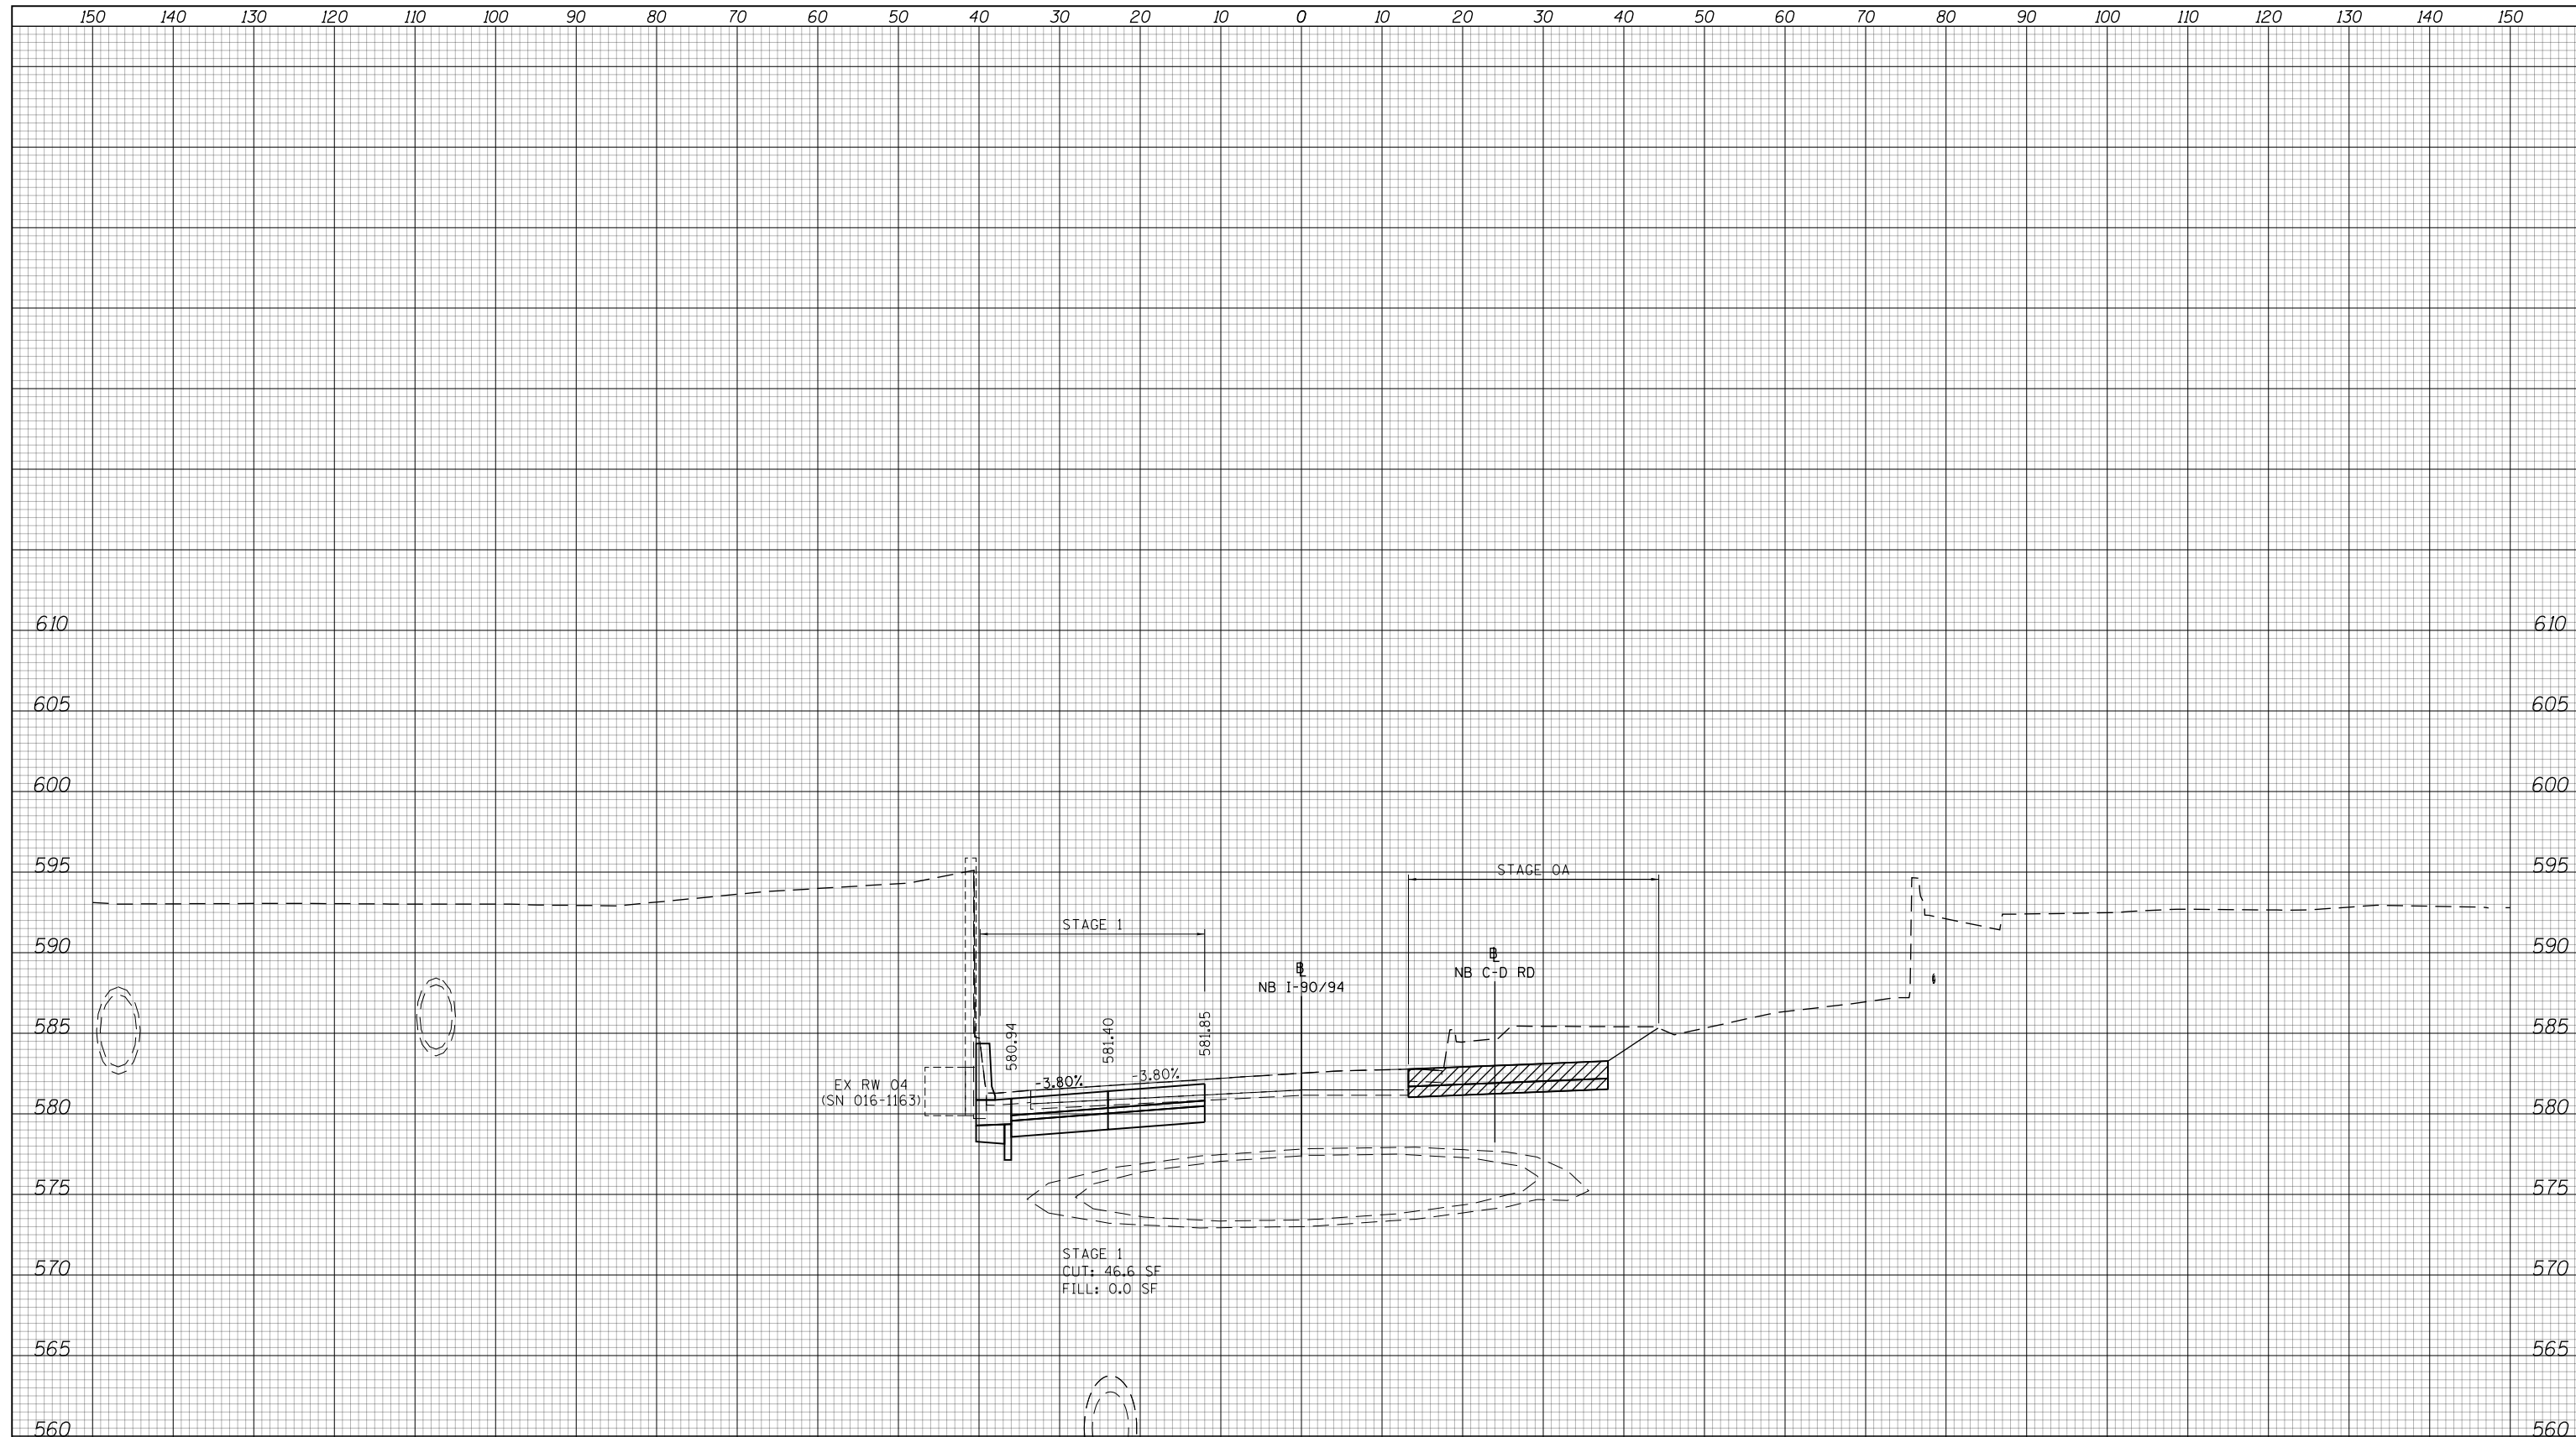 150 140 130 120 110 100 90 80 70 60 50 40 30 20 10 0 10 20 30 40 50 60 70 80 90 100 110 120 130 140 150
610 610
605 605
600 600
595 595
STAGE 0A
STAGE 1
590 590
NB C-D RD
NB I-90/94
585 585
580.94
581.40
581.85
-3.80%
-3.80%
EX RW 04
(SN 016-1163)
580 580
575 575
STAGE 1
CUT: 46.6 SF
FILL: 0.0 SF
570 570
565 565
560 560